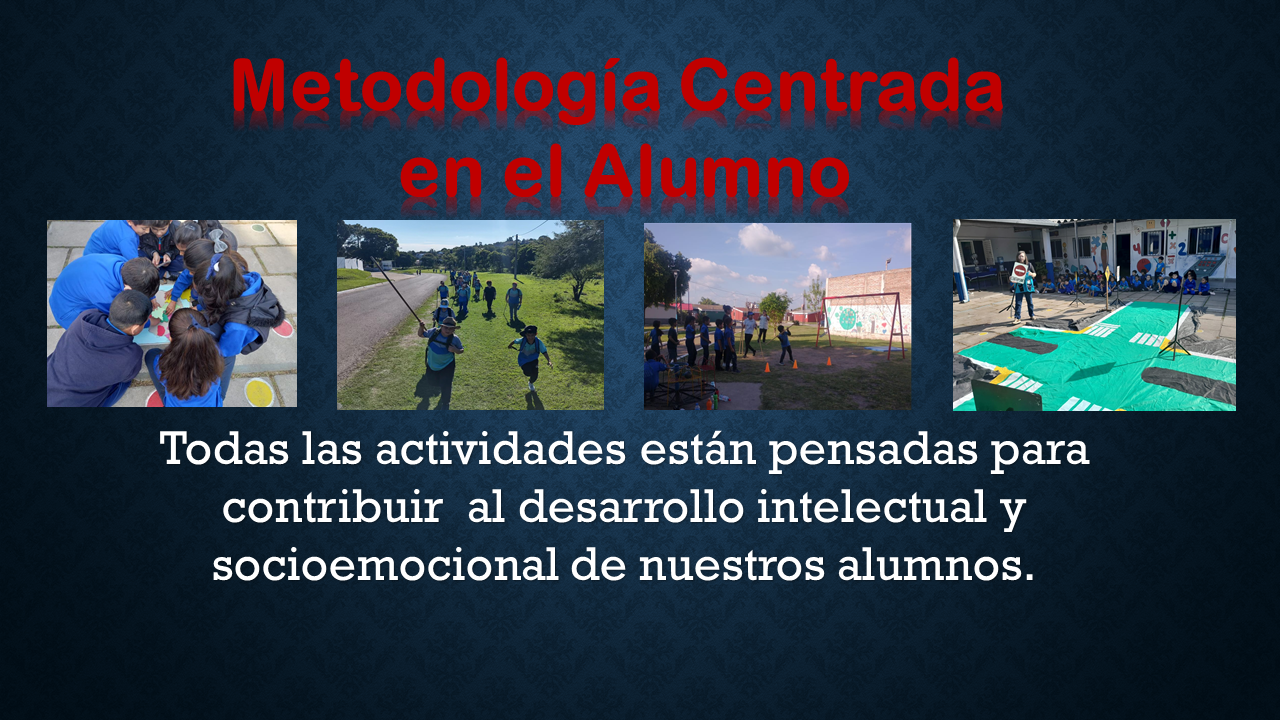 Metodología Centrada
en el Alumno
Todas las actividades están pensadas para
contribuir  al desarrollo intelectual y
socioemocional de nuestros alumnos.